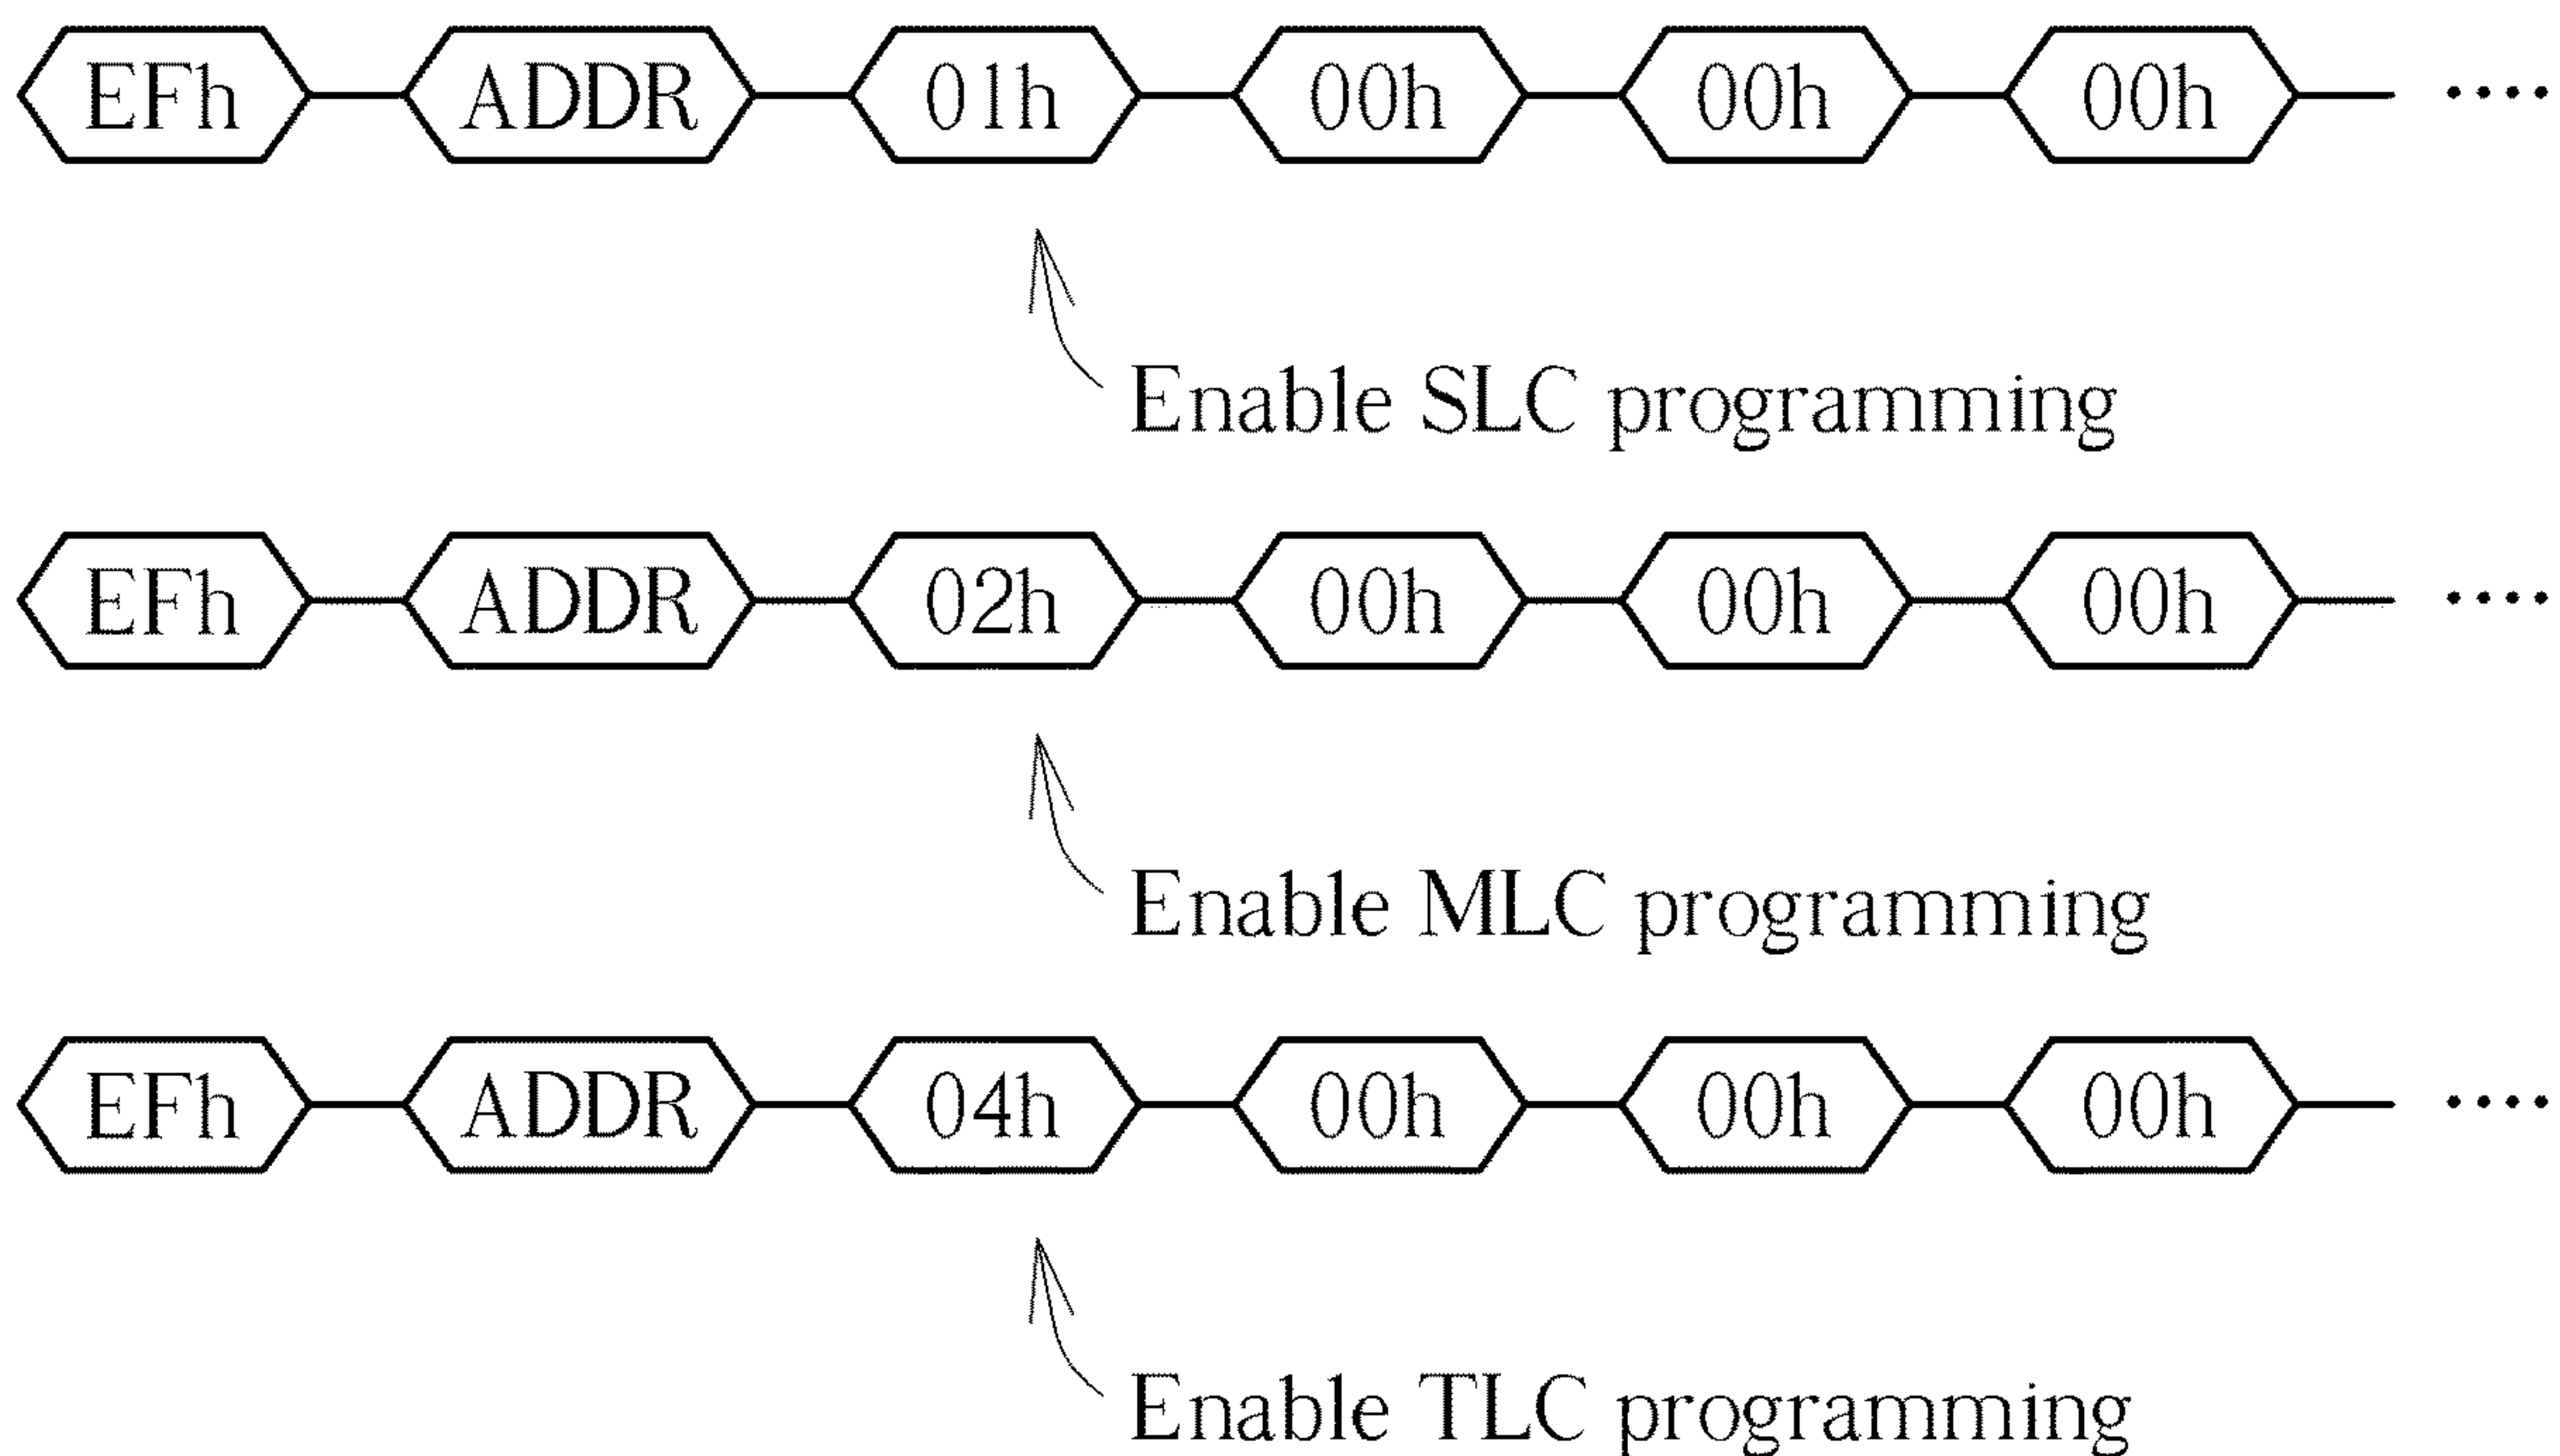 EFh ADDR 01h 00h 00h 00h ....
Enable SLC programming
EFh ADDR 02h 00h 00h 00h ....
Enable MLC programming
EFh ADDR 04h 00h 00h 00h ....
Enable TLC programming